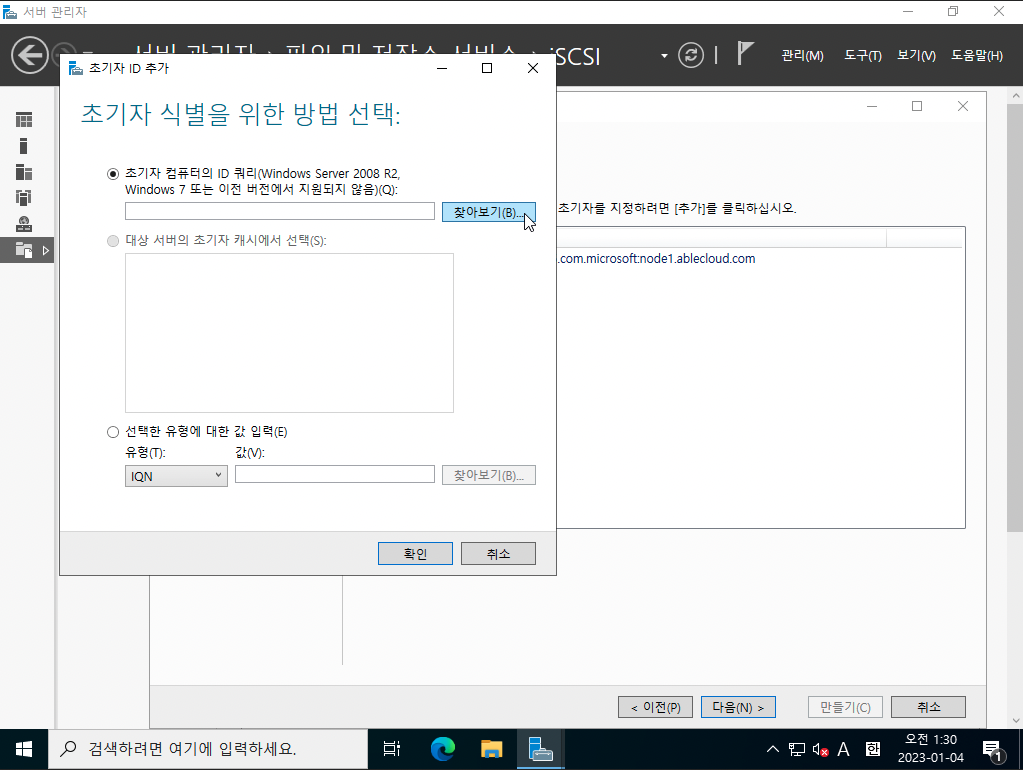 서버 관리자
서버 관리자 › 파일 및 저장소 서비스 › iSCSI
관리(M) 도구(T) 보기(V) 도움말(H)
초기자 ID 추가
초기자 식별을 위한 방법 선택:
초기자 컴퓨터의 ID 쿼리(Windows Server 2008 R2,
Windows 7 또는 이전 버전에서 지원되지 않음)(Q):
찾아보기(B)...
초기자를 지정하려면 [추가]를 클릭하십시오.
대상 서버의 초기자 캐시에서 선택(S):
.com.microsoft:node1.ablecloud.com
선택한 유형에 대한 값 입력(E)
유형(T): 값(V):
IQN 찾아보기(B)...
확인 취소
< 이전(P) 다음(N) > 만들기(C) 취소
검색하려면 여기에 입력하세요.
A 한
오전 1:30
2023-01-04
1